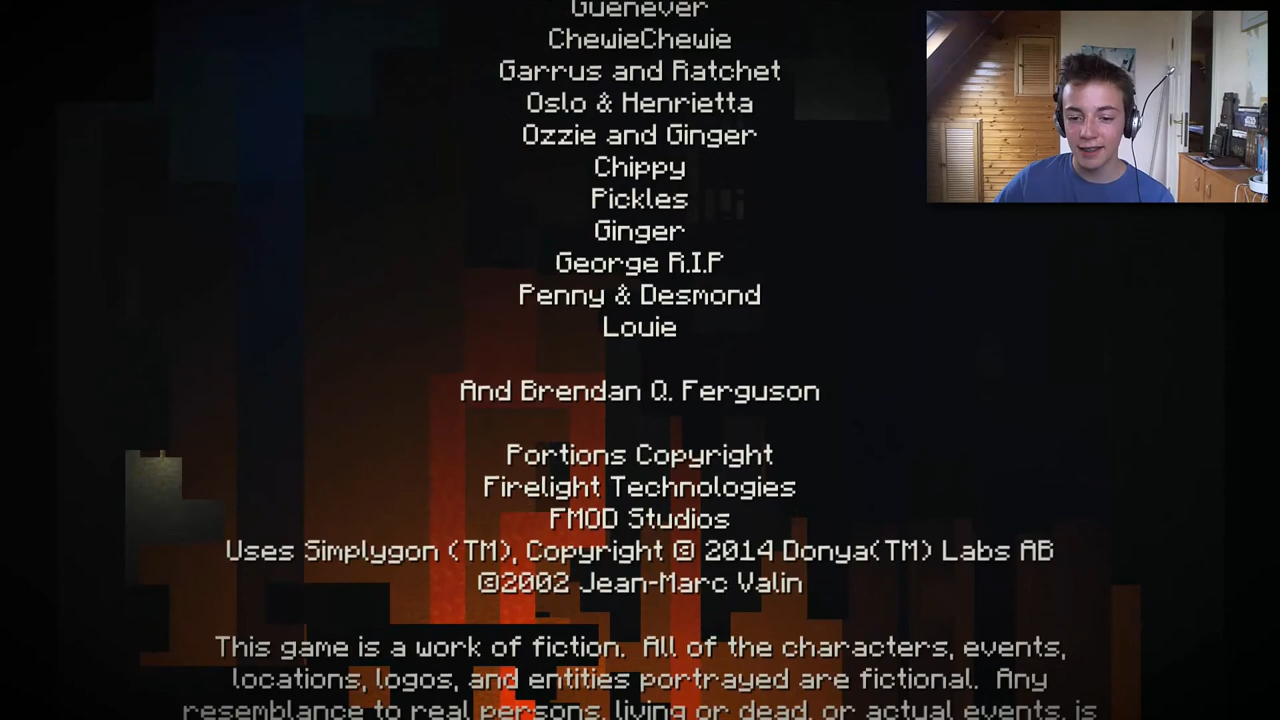 Guenever
ChewieChewie
Garrus and Ratchet
Oslo & Henrietta
Ozzie and Ginger
Chippy
Pickles
Ginger
George R.I.P
Penny & Desmond
Louie
And Brendan Q. Ferguson
Portions Copyright
Firelight Technologies
FMOD Studios
Uses Simplygon (TM), Copyright © 2014 Donya(TM) Labs AB
©2002 Jean-Marc Valin
This game is a work of fiction. All of the characters, events,
locations, logos, and entities portrayed are fictional. Any
resemblance to real persons, living or dead, or actual events, is